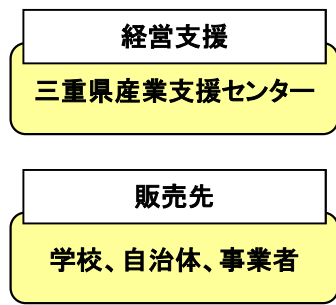 経営支援
三重県産業支援センター
販売先
学校、自治体、事業者